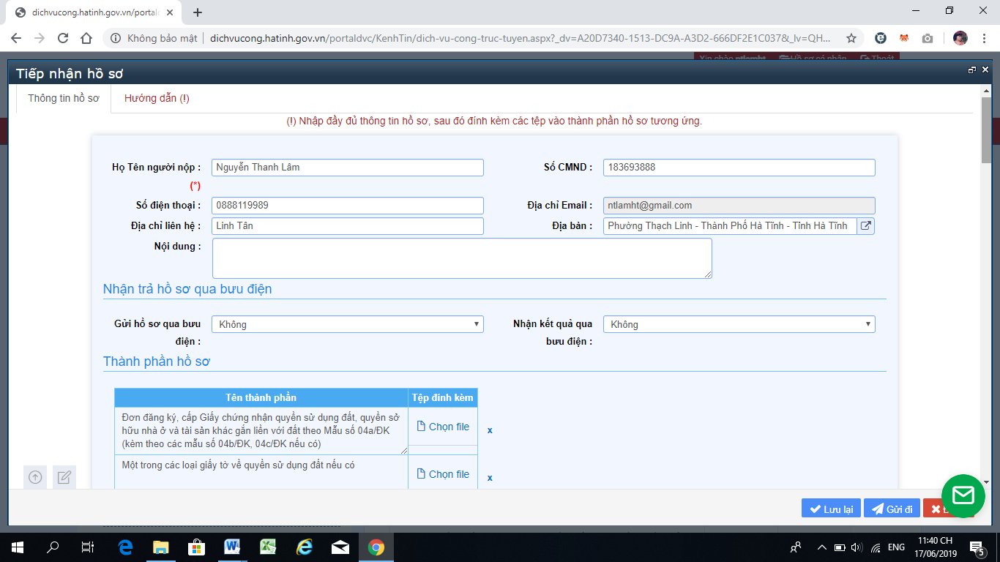 dichvucong.hatinh.gov.vn/portald
Không bảo mật
dichvucong.hatinh.gov.vn/portaldvc/KenhTin/dich-vu-cong-truc-tuyen.aspx?_dv=A20D7340-1513-DC9A-A3D2-666DF2E1C037&_lv=QH...
Xin chào ntlamht Hồ sơ cá nhân Thoát
Tiếp nhận hồ sơ
Thông tin hồ sơ
Hướng dẫn (!)
(!) Nhập đầy đủ thông tin hồ sơ, sau đó đính kèm các tệp vào thành phần hồ sơ tương ứng.
Họ Tên người nộp : Nguyễn Thanh Lâm
(*)
Số CMND : 183693888
Số điện thoại : 0888119989
Địa chỉ Email : ntlamht@gmail.com
Địa chỉ liên hệ : Linh Tân
Địa bàn : Phường Thạch Linh - Thành Phố Hà Tĩnh - Tỉnh Hà Tĩnh
Nội dung :
Nhận trả hồ sơ qua bưu điện
Gửi hồ sơ qua bưu
điện :
Không
Nhận kết quả qua
bưu điện :
Không
Thành phần hồ sơ
Tên thành phần
Tệp đính kèm
Đơn đăng ký, cấp Giấy chứng nhận quyền sử dụng đất, quyền sở
hữu nhà ở và tài sản khác gắn liền với đất theo Mẫu số 04a/ĐK
(kèm theo các mẫu số 04b/ĐK, 04c/ĐK nếu có)
Chọn file
x
Một trong các loại giấy tờ về quyền sử dụng đất nếu có
Chọn file
x
Lưu lại
Gửi đi
ENG
11:40 CH
17/06/2019
5